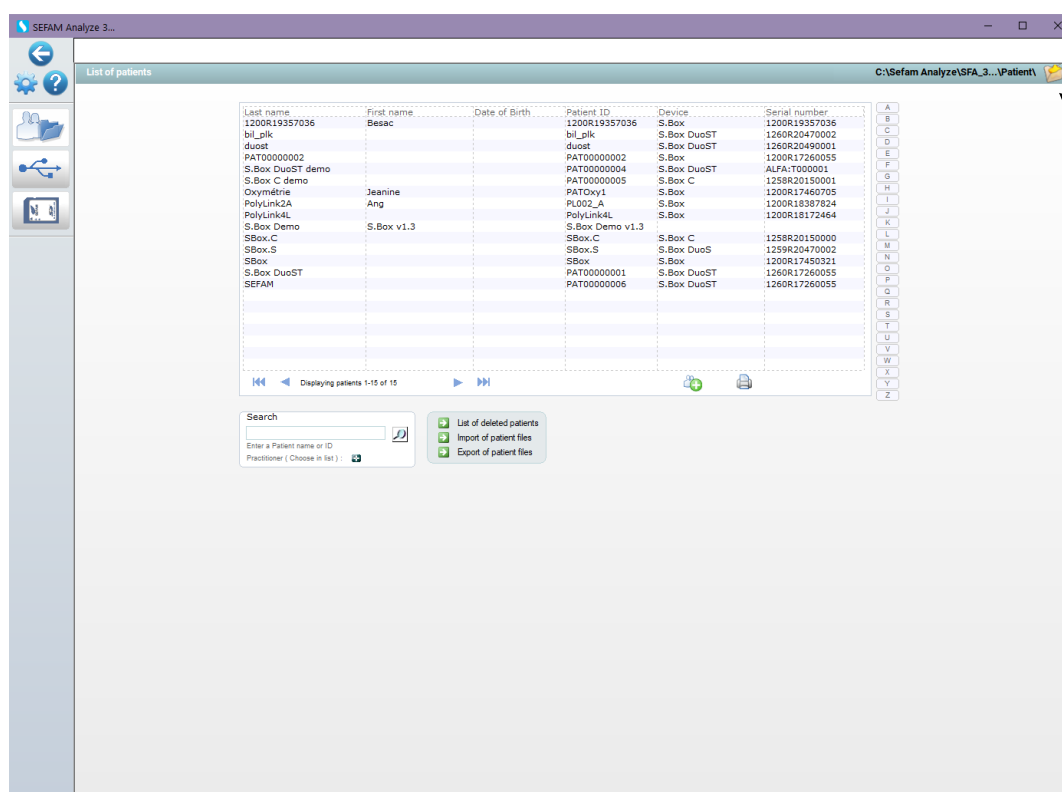 SEFAM Analyze 3...
List of patients C:\Sefam Analyze\SFA_3...\Patient\
Last name First name Date of Birth Patient ID Device Serial number
1200R19357036 Besac 1200R19357036 S.Box 1200R19357036
bil_plk bil_plk S.Box DuoST 1260R20470002
duost duost S.Box DuoST 1260R20490001
PAT00000002 PAT00000002 S.Box 1200R17260055
S.Box DuoST demo PAT00000004 S.Box DuoST ALFA:T000001
S.Box C demo PAT00000005 S.Box C 1258R20150001
Oxymétrie Jeanine PATOxy1 S.Box 1200R17460705
PolyLink2A Ang PL002_A S.Box 1200R18387824
PolyLink4L PolyLink4L S.Box 1200R18172464
S.Box Demo S.Box v1.3 S.Box Demo v1.3
SBox.C SBox.C S.Box C 1258R20150000
SBox.S SBox.S S.Box DuoS 1259R20470002
SBox SBox S.Box 1200R17450321
S.Box DuoST PAT00000001 S.Box DuoST 1260R17260055
SEFAM PAT00000006 S.Box DuoST 1260R17260055
A
B
C
D
E
F
G
H
I
J
K
L
M
N
O
P
Q
R
S
T
U
V
W
X
Y
Z
Displaying patients 1-15 of 15
Search
Enter a Patient name or ID
Practitioner ( Choose in list ) :
List of deleted patients
Import of patient files
Export of patient files